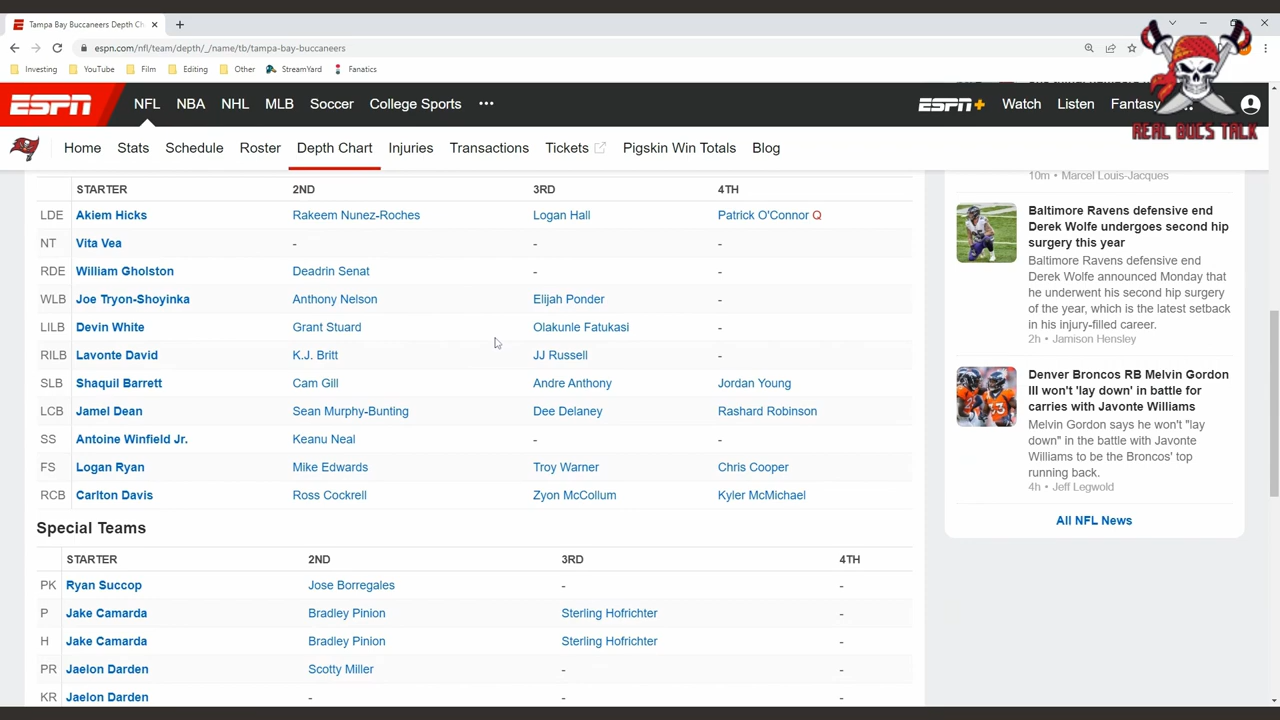 Tampa Bay Buccaneers Depth Ch
espn.com/nfl/team/depth/_/name/tb/tampa-bay-buccaneers
Investing YouTube Film Editing Other StreamYard Fanatics
ESPN NFL NBA NHL MLB Soccer College Sports ••• ESPN+ Watch Listen Fantasy
REAL BUCS TALK
Home Stats Schedule Roster Depth Chart Injuries Transactions Tickets Pigskin Win Totals Blog
STARTER 2ND 3RD 4TH
LDE Akiem Hicks Rakeem Nunez-Roches Logan Hall Patrick O'Connor Q
NT Vita Vea - - -
RDE William Gholston Deadrin Senat - -
WLB Joe Tryon-Shoyinka Anthony Nelson Elijah Ponder -
LILB Devin White Grant Stuard Olakunle Fatukasi -
RILB Lavonte David K.J. Britt JJ Russell -
SLB Shaquil Barrett Cam Gill Andre Anthony Jordan Young
LCB Jamel Dean Sean Murphy-Bunting Dee Delaney Rashard Robinson
SS Antoine Winfield Jr. Keanu Neal - -
FS Logan Ryan Mike Edwards Troy Warner Chris Cooper
RCB Carlton Davis Ross Cockrell Zyon McCollum Kyler McMichael
Special Teams
STARTER 2ND 3RD 4TH
PK Ryan Succop Jose Borregales - -
P Jake Camarda Bradley Pinion Sterling Hofrichter -
H Jake Camarda Bradley Pinion Sterling Hofrichter -
PR Jaelon Darden Scotty Miller - -
KR Jaelon Darden - - -
10m • Marcel Louis-Jacques
Baltimore Ravens defensive end
Derek Wolfe undergoes second hip
surgery this year
Baltimore Ravens defensive end
Derek Wolfe announced Monday that
he underwent his second hip surgery
of the year, which is the latest setback
in his injury-filled career.
2h • Jamison Hensley
Denver Broncos RB Melvin Gordon
III won't 'lay down' in battle for
carries with Javonte Williams
Melvin Gordon says he won't "lay
down" in the battle with Javonte
Williams to be the Broncos' top
running back.
4h • Jeff Legwold
All NFL News